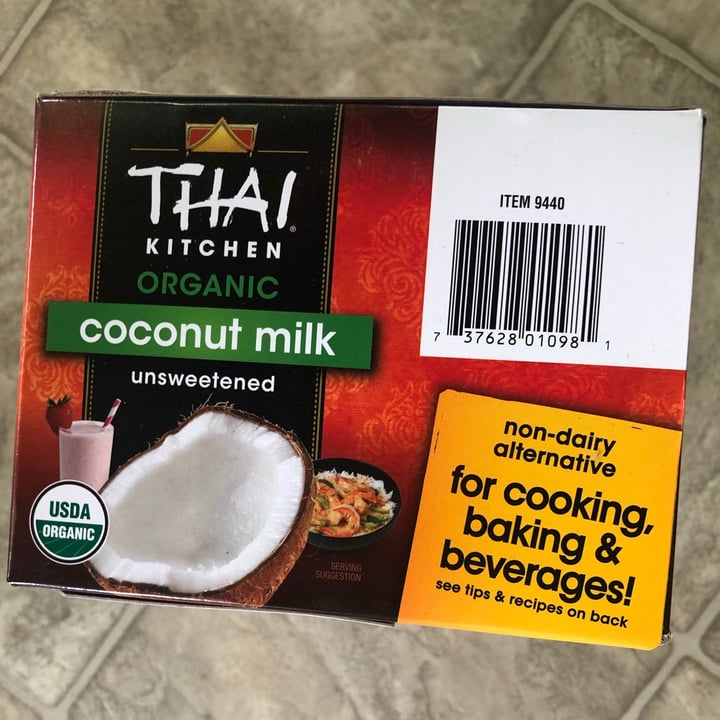 THAI
KITCHEN
ORGANIC
coconut milk
unsweetened
USDA
ORGANIC
SERVING
SUGGESTION
ITEM 9440
7 37628 01098 1
non-dairy
alternative
for cooking,
baking &
beverages!
see tips & recipes on back